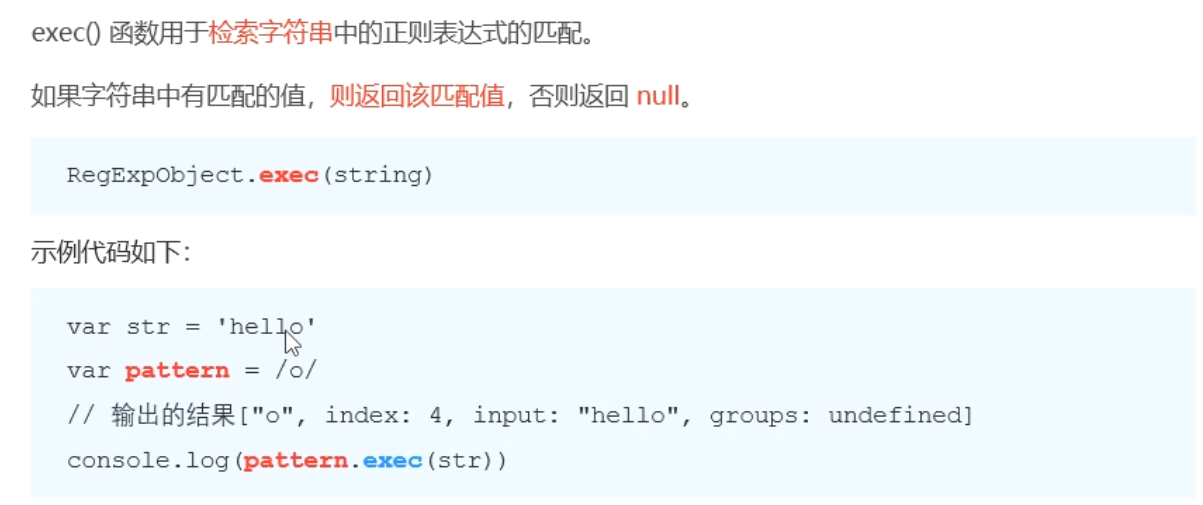 exec() 函数用于检索字符串中的正则表达式的匹配。
如果字符串中有匹配的值，则返回该匹配值，否则返回 null。
RegExpObject.exec(string)
示例代码如下：
var str = 'hello'
var pattern = /o/
// 输出的结果["o", index: 4, input: "hello", groups: undefined]
console.log(pattern.exec(str))